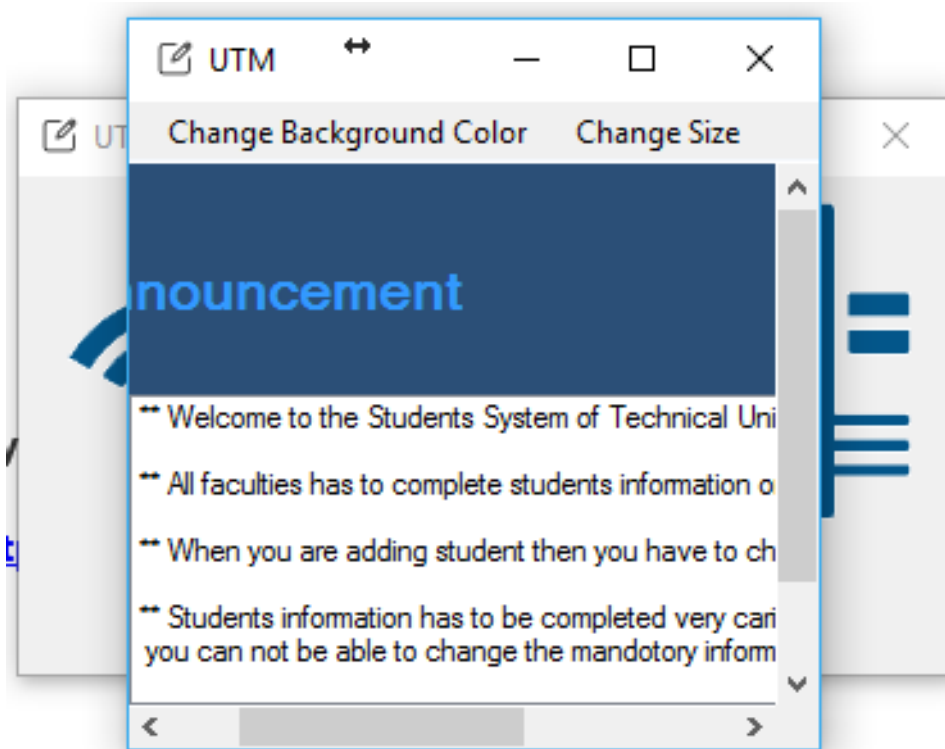 UTM
UT
Change Background Color Change Size
nnouncement
** Welcome to the Students System of Technical Uni
** All faculties has to complete students information o
** When you are adding student then you have to ch
** Students information has to be completed very cari
you can not be able to change the mandotory inform